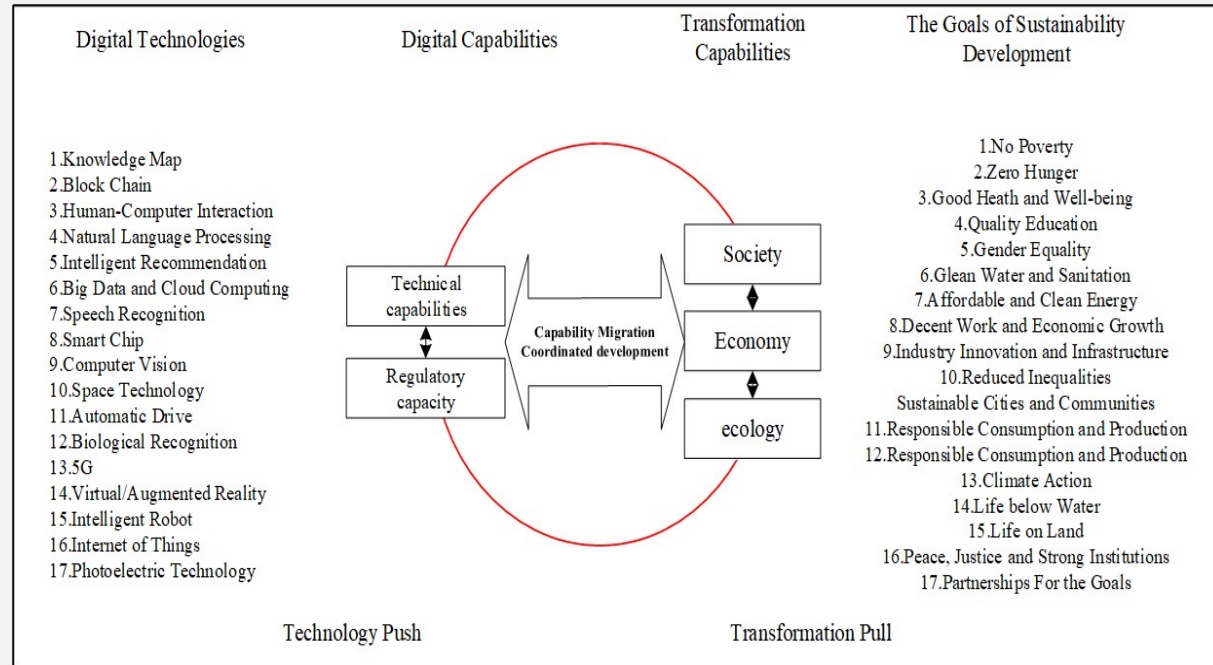 Digital Technologies
Digital Capabilities
Transformation
Capabilities
The Goals of Sustainability
Development
1.Knowledge Map
2.Block Chain
3.Human-Computer Interaction
4.Natural Language Processing
5.Intelligent Recommendation
6.Big Data and Cloud Computing
7.Speech Recognition
8.Smart Chip
9.Computer Vision
10.Space Technology
11.Automatic Drive
12.Biological Recognition
13.5G
14.Virtual/Augmented Reality
15.Intelligent Robot
16.Internet of Things
17.Photoelectric Technology
Technical
capabilities
Regulatory
capacity
Capability Migration
Coordinated development
Society
Economy
ecology
1.No Poverty
2.Zero Hunger
3.Good Heath and Well-being
4.Quality Education
5.Gender Equality
6.Glean Water and Sanitation
7.Affordable and Clean Energy
8.Decent Work and Economic Growth
9.Industry Innovation and Infrastructure
10.Reduced Inequalities
Sustainable Cities and Communities
11.Responsible Consumption and Production
12.Responsible Consumption and Production
13.Climate Action
14.Life below Water
15.Life on Land
16.Peace, Justice and Strong Institutions
17.Partnerships For the Goals
Technology Push
Transformation Pull